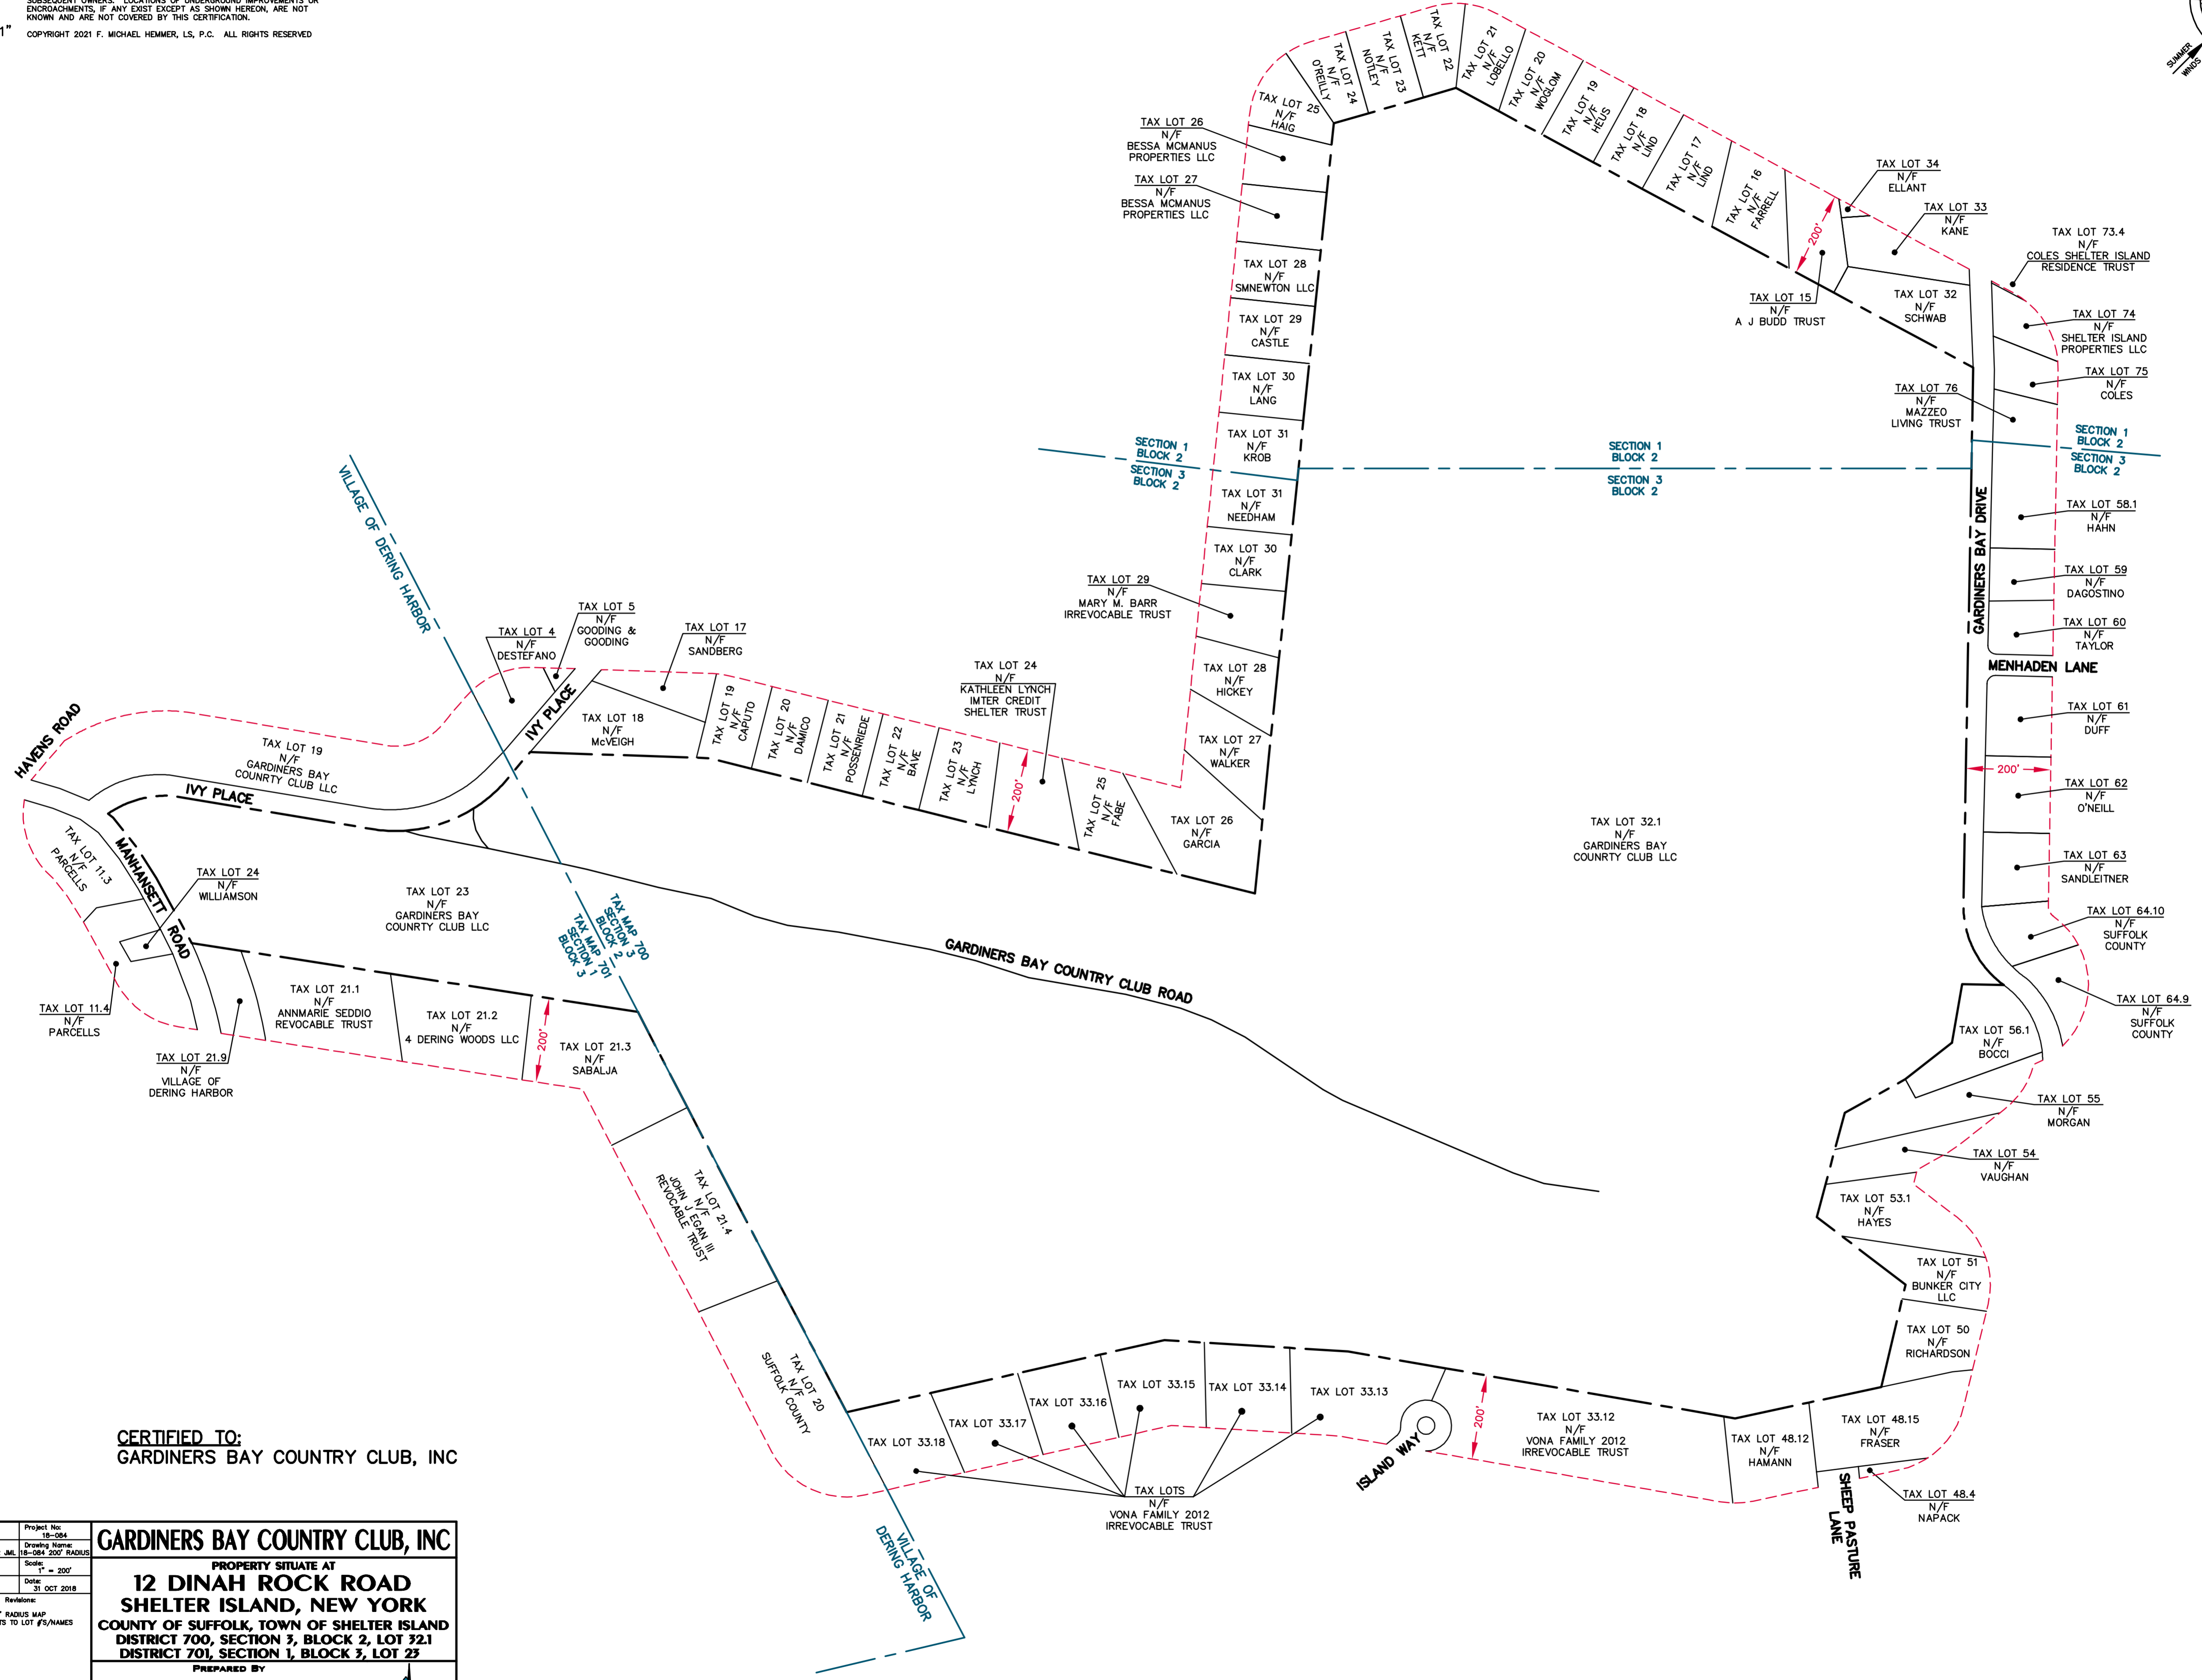 SUBSEQUENT OWNERS. LOCATIONS OF UNDERGROUND IMPROVEMENTS OR
ENCROACHMENTS, IF ANY EXIST EXCEPT AS SHOWN HEREON, ARE NOT
KNOWN AND ARE NOT COVERED BY THIS CERTIFICATION.
1"
COPYRIGHT 2021 F. MICHAEL HEMMER, LS, P.C. ALL RIGHTS RESERVED
SUMMER
WINDS
TAX LOT 21
N/F
LOBELLO
TAX LOT 22
N/F
KETT
TAX LOT 23
N/F
NOTLEY
TAX LOT 24
N/F
O'REILLY
TAX LOT 25
N/F
HAIG
TAX LOT 20
N/F
WOGLOM
TAX LOT 19
N/F
HEUS
TAX LOT 18
N/F
LIND
TAX LOT 17
N/F
LIND
TAX LOT 16
N/F
FARRELL
200'
TAX LOT 15
N/F
A J BUDD TRUST
TAX LOT 34
N/F
ELLANT
TAX LOT 33
N/F
KANE
TAX LOT 32
N/F
SCHWAB
TAX LOT 73.4
N/F
COLES SHELTER ISLAND
RESIDENCE TRUST
TAX LOT 74
N/F
SHELTER ISLAND
PROPERTIES LLC
TAX LOT 75
N/F
COLES
TAX LOT 76
N/F
MAZZEO
LIVING TRUST
TAX LOT 26
N/F
BESSA MCMANUS
PROPERTIES LLC
TAX LOT 27
N/F
BESSA MCMANUS
PROPERTIES LLC
TAX LOT 28
N/F
SMNEWTON LLC
TAX LOT 29
N/F
CASTLE
TAX LOT 30
N/F
LANG
TAX LOT 31
N/F
KROB
SECTION 1
BLOCK 2
SECTION 3
BLOCK 2
SECTION 1
BLOCK 2
SECTION 3
BLOCK 2
SECTION 1
BLOCK 2
SECTION 3
BLOCK 2
TAX LOT 31
N/F
NEEDHAM
TAX LOT 30
N/F
CLARK
TAX LOT 29
N/F
MARY M. BARR
IRREVOCABLE TRUST
TAX LOT 28
N/F
HICKEY
TAX LOT 27
N/F
WALKER
TAX LOT 26
N/F
GARCIA
TAX LOT 25
N/F
FABE
TAX LOT 24
N/F
KATHLEEN LYNCH
IMTER CREDIT
SHELTER TRUST
200'
TAX LOT 23
N/F
LYNCH
TAX LOT 22
N/F
BAVE
TAX LOT 21
N/F
POSSENRIEDE
TAX LOT 20
N/F
DAMICO
TAX LOT 19
N/F
CAPUTO
TAX LOT 17
N/F
SANDBERG
TAX LOT 18
N/F
McVEIGH
TAX LOT 5
N/F
GOODING &
GOODING
TAX LOT 4
N/F
DESTEFANO
VILLAGE OF DERING HARBOR
IVY PLACE
HAVENS ROAD
TAX LOT 19
N/F
GARDINERS BAY
COUNRTY CLUB LLC
IVY PLACE
TAX LOT 11.3
N/F
PARCELLS
MANHANSETT ROAD
TAX LOT 24
N/F
WILLIAMSON
TAX LOT 23
N/F
GARDINERS BAY
COUNRTY CLUB LLC
TAX MAP 700
SECTION 3
BLOCK 2
TAX MAP 701
SECTION 1
BLOCK 3
GARDINERS BAY COUNTRY CLUB ROAD
TAX LOT 32.1
N/F
GARDINERS BAY
COUNRTY CLUB LLC
GARDINERS BAY DRIVE
TAX LOT 58.1
N/F
HAHN
TAX LOT 59
N/F
DAGOSTINO
TAX LOT 60
N/F
TAYLOR
MENHADEN LANE
TAX LOT 61
N/F
DUFF
200'
TAX LOT 62
N/F
O'NEILL
TAX LOT 63
N/F
SANDLEITNER
TAX LOT 64.10
N/F
SUFFOLK
COUNTY
TAX LOT 64.9
N/F
SUFFOLK
COUNTY
TAX LOT 56.1
N/F
BOCCI
TAX LOT 55
N/F
MORGAN
TAX LOT 54
N/F
VAUGHAN
TAX LOT 53.1
N/F
HAYES
TAX LOT 51
N/F
BUNKER CITY
LLC
TAX LOT 50
N/F
RICHARDSON
TAX LOT 48.15
N/F
FRASER
TAX LOT 48.4
N/F
NAPACK
SHEEP PASTURE
LANE
TAX LOT 48.12
N/F
HAMANN
TAX LOT 33.12
N/F
VONA FAMILY 2012
IRREVOCABLE TRUST
200'
ISLAND WAY
TAX LOT 33.13
TAX LOT 33.14
TAX LOT 33.15
TAX LOT 33.16
TAX LOT 33.17
TAX LOT 33.18
TAX LOTS
N/F
VONA FAMILY 2012
IRREVOCABLE TRUST
VILLAGE OF
DERING HARBOR
TAX LOT 11.4
N/F
PARCELLS
TAX LOT 21.9
N/F
VILLAGE OF
DERING HARBOR
TAX LOT 21.1
N/F
ANNMARIE SEDDIO
REVOCABLE TRUST
TAX LOT 21.2
N/F
4 DERING WOODS LLC
200'
TAX LOT 21.3
N/F
SABALJA
TAX LOT 21.4
N/F
JOHN J EGAN III
REVOCABLE TRUST
TAX LOT 20
N/F
SUFFOLK COUNTY
CERTIFIED TO:
GARDINERS BAY COUNTRY CLUB, INC
Project No:
18-084
Drawing Name:
JML 18-084 200' RADIUS
Scale:
1" = 200'
Date:
31 OCT 2018
Revisions:
RADIUS MAP
TS TO LOT #'S/NAMES
GARDINERS BAY COUNTRY CLUB, INC
PROPERTY SITUATE AT
12 DINAH ROCK ROAD
SHELTER ISLAND, NEW YORK
COUNTY OF SUFFOLK, TOWN OF SHELTER ISLAND
DISTRICT 700, SECTION 3, BLOCK 2, LOT 32.1
DISTRICT 701, SECTION 1, BLOCK 3, LOT 23
PREPARED BY